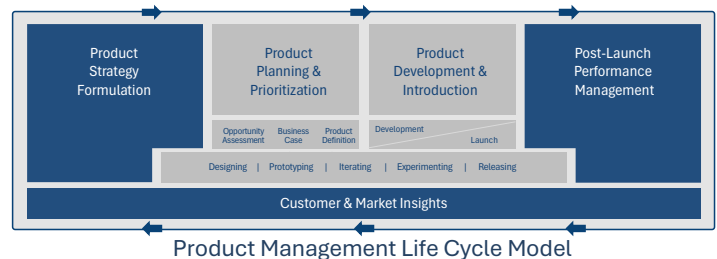 Product
Strategy
Formulation
Product
Planning &
Prioritization
Product
Development &
Introduction
Post-Launch
Performance
Management
Opportunity
Assessment
Business
Case
Product
Definition
Development
Launch
Designing | Prototyping | Iterating | Experimenting | Releasing
Customer & Market Insights
Product Management Life Cycle Model